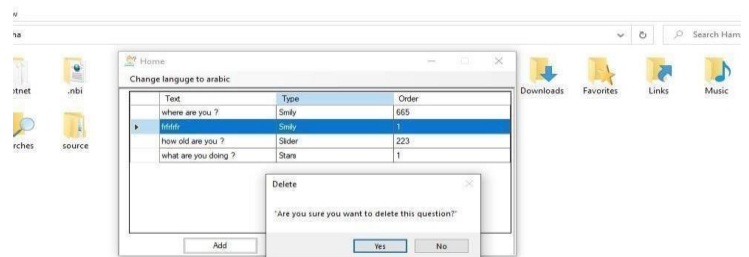 ha
Search Ham
Home
Change languge to arabic
Text Type Order
where are you ? Smily 665
frfrfrfr Smily 1
how old are you ? Slider 223
what are you doing ? Stars 1
Delete
"Are you sure you want to delete this question?"
Add Yes No
otnet .nbi Downloads Favorites Links Music
rches source